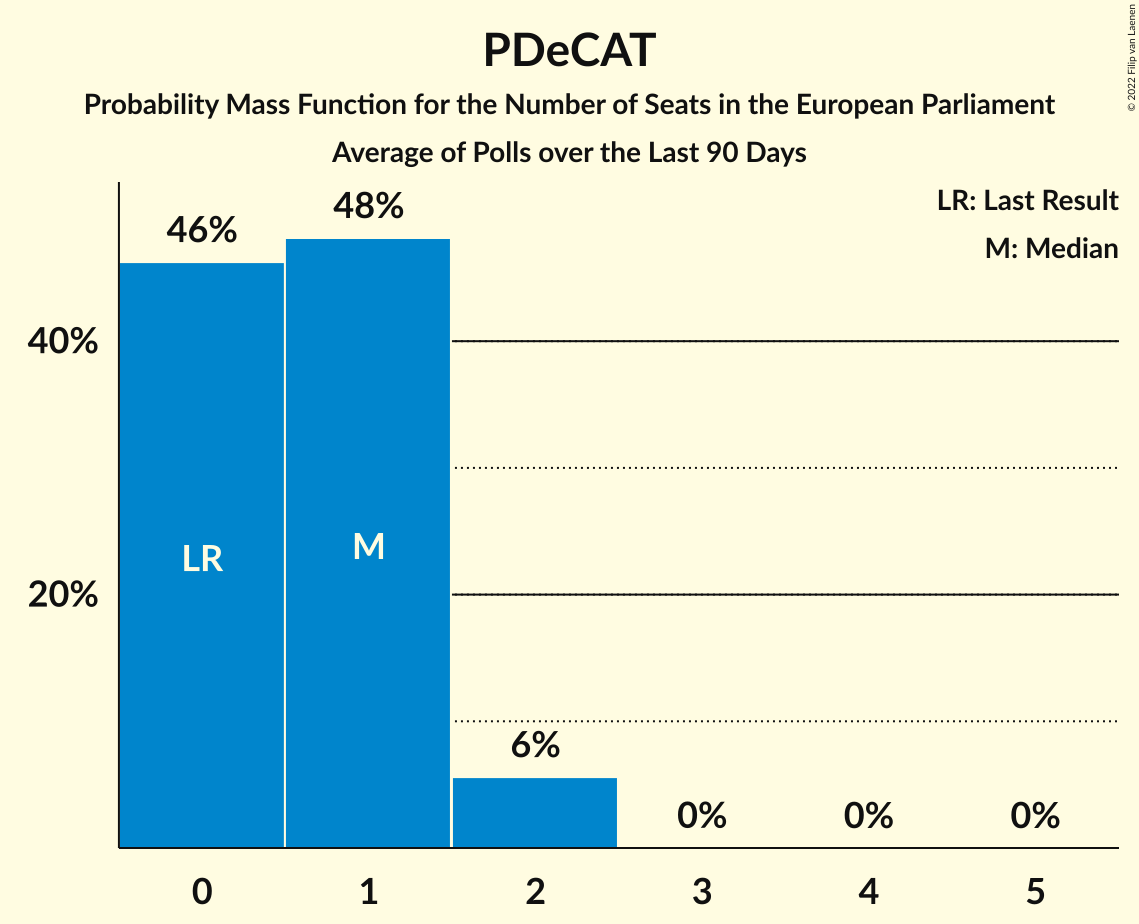 PDeCAT
Probability Mass Function for the Number of Seats in the European Parliament
Average of Polls over the Last 90 Days
© 2022 Filip van Laenen
LR: Last Result
M: Median
46%
48%
40%
LR
M
20%
6%
0%
0%
0%
0
1
2
3
4
5